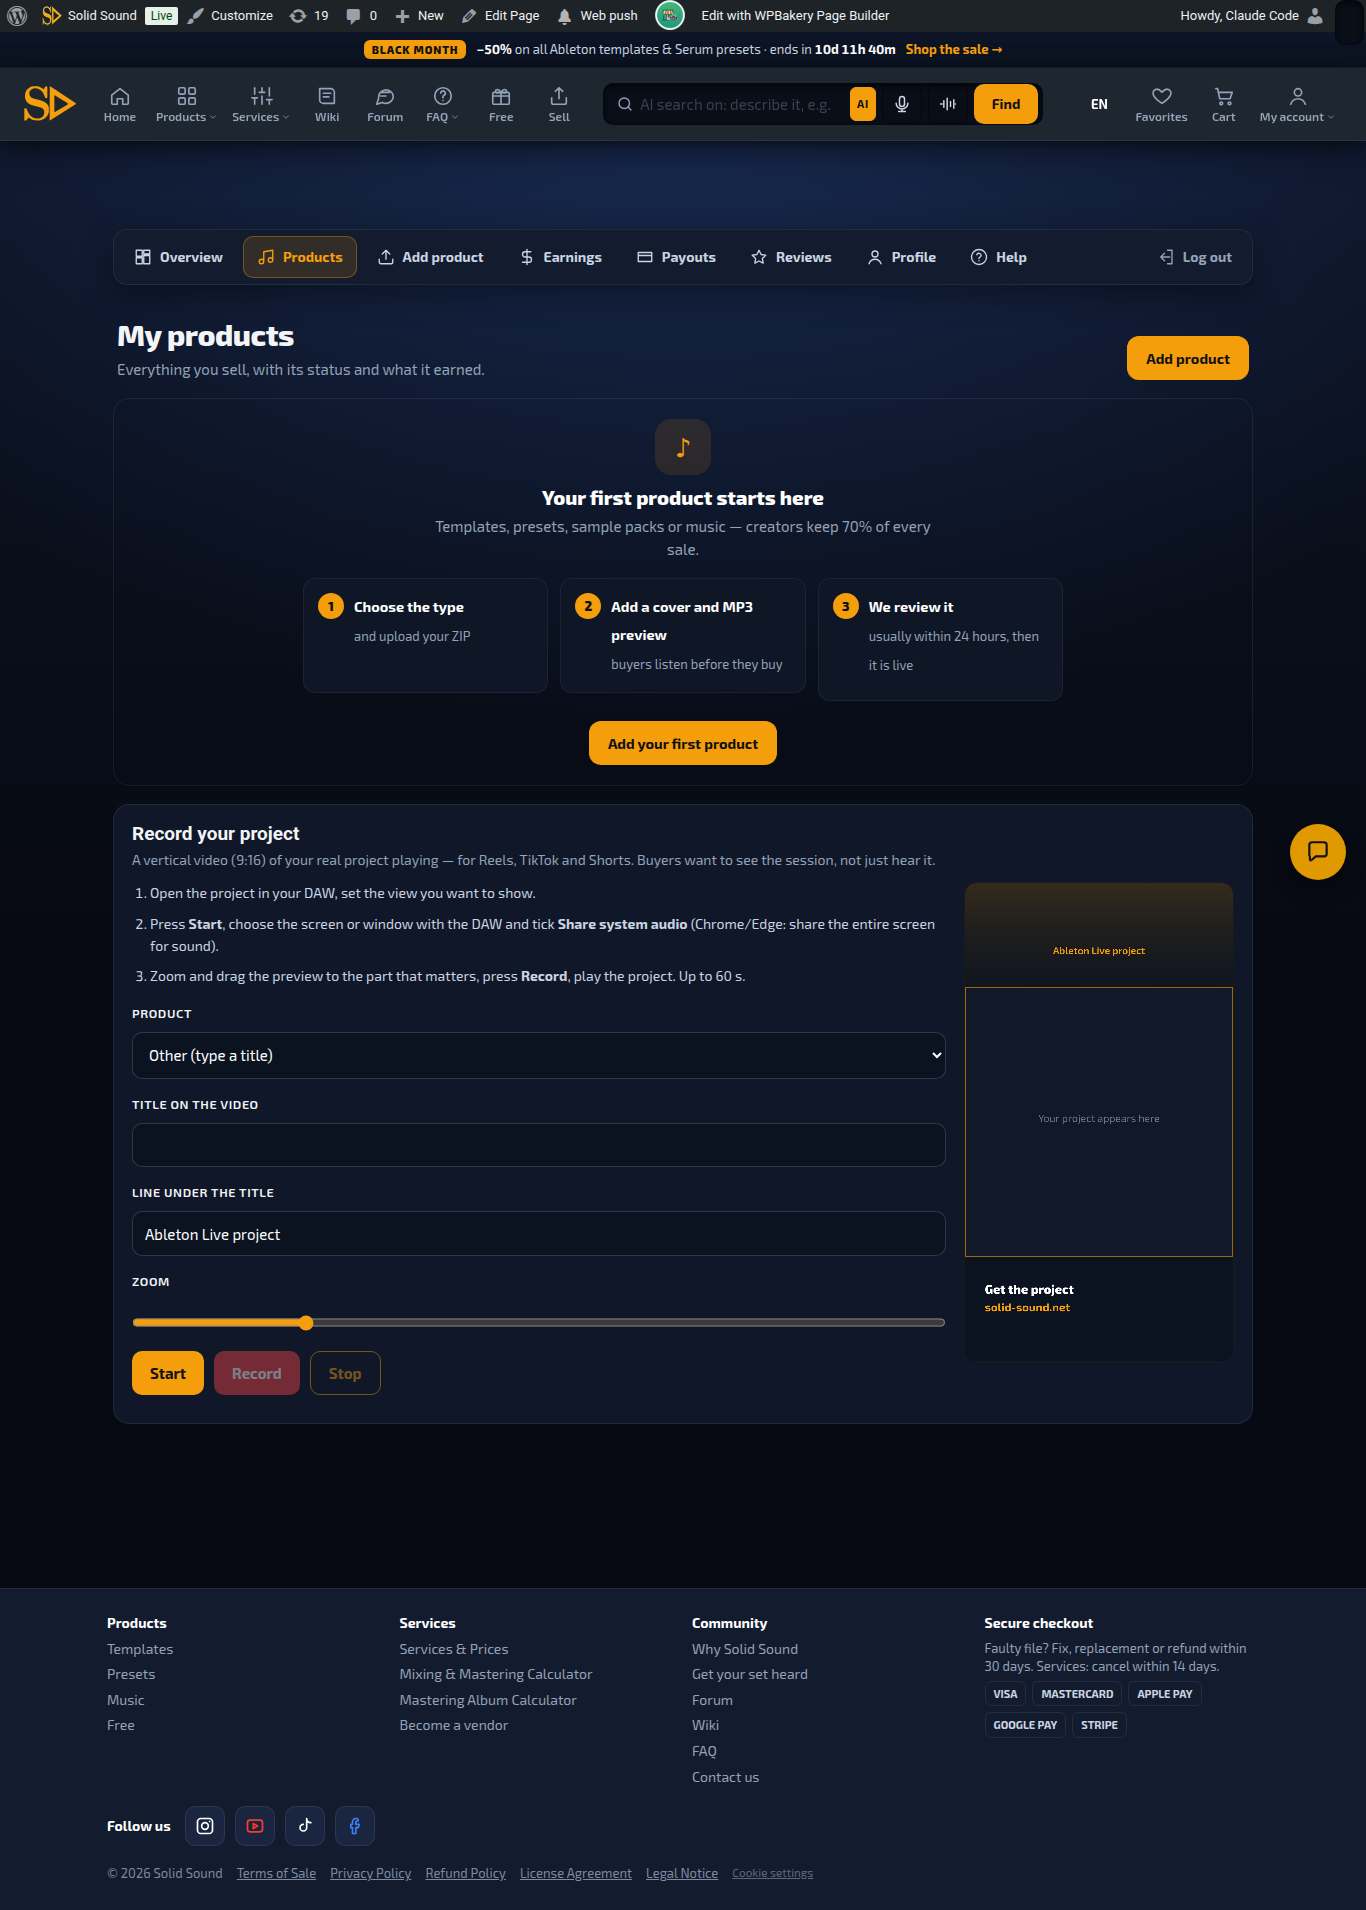 Solid Sound Live Customize 19 0 New Edit Page Web push Edit with WPBakery Page Builder Howdy, Claude Code
BLACK MONTH –50% on all Ableton templates & Serum presets · ends in 10d 11h 40m Shop the sale →
SD Home Products Services Wiki Forum FAQ Free Sell AI search on: describe it, e.g. AI Find EN Favorites Cart My account
Overview Products Add product Earnings Payouts Reviews Profile Help Log out
My products
Everything you sell, with its status and what it earned.
Add product
Your first product starts here
Templates, presets, sample packs or music — creators keep 70% of every
sale.
1 Choose the type
and upload your ZIP
2 Add a cover and MP3
preview
buyers listen before they buy
3 We review it
usually within 24 hours, then
it is live
Add your first product
Record your project
A vertical video (9:16) of your real project playing — for Reels, TikTok and Shorts. Buyers want to see the session, not just hear it.
1. Open the project in your DAW, set the view you want to show.
2. Press Start, choose the screen or window with the DAW and tick Share system audio (Chrome/Edge: share the entire screen
for sound).
3. Zoom and drag the preview to the part that matters, press Record, play the project. Up to 60 s.
PRODUCT
Other (type a title)
TITLE ON THE VIDEO
LINE UNDER THE TITLE
Ableton Live project
ZOOM
Start Record Stop
Ableton Live project
Your project appears here
Get the project
solid-sound.net
Products
Templates
Presets
Music
Free
Services
Services & Prices
Mixing & Mastering Calculator
Mastering Album Calculator
Become a vendor
Community
Why Solid Sound
Get your set heard
Forum
Wiki
FAQ
Contact us
Secure checkout
Faulty file? Fix, replacement or refund within
30 days. Services: cancel within 14 days.
VISA MASTERCARD APPLE PAY
GOOGLE PAY STRIPE
Follow us
© 2026 Solid Sound Terms of Sale Privacy Policy Refund Policy License Agreement Legal Notice Cookie settings